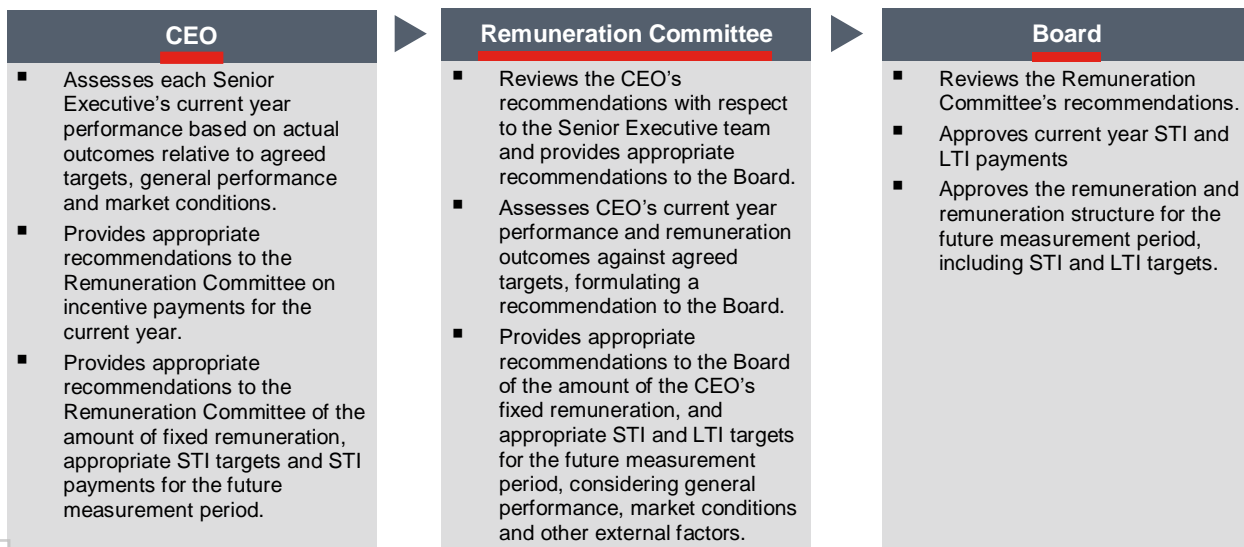 CEO
Assesses each Senior
Executive's current year
performance based on actual
outcomes relative to agreed
targets, general performance
and market conditions.
Provides appropriate
recommendations to the
Remuneration Committee on
incentive payments for the
current year.
Provides appropriate
recommendations to the
Remuneration Committee of the
amount of fixed remuneration,
appropriate STI targets and STI
payments for the future
measurement period.
Remuneration Committee
Reviews the CEO's
recommendations with respect
to the Senior Executive team
and provides appropriate
recommendations to the Board.
Assesses CEO's current year
performance and remuneration
outcomes against agreed
targets, formulating a
recommendation to the Board.
Provides appropriate
recommendations to the Board
of the amount of the CEO's
fixed remuneration, and
appropriate STI and LTI targets
for the future measurement
period, considering general
performance, market conditions
and other external factors.
Board
Reviews the Remuneration
Committee's recommendations.
Approves current year STI and
LTI payments
Approves the remuneration and
remuneration structure for the
future measurement period,
including STI and LTI targets.